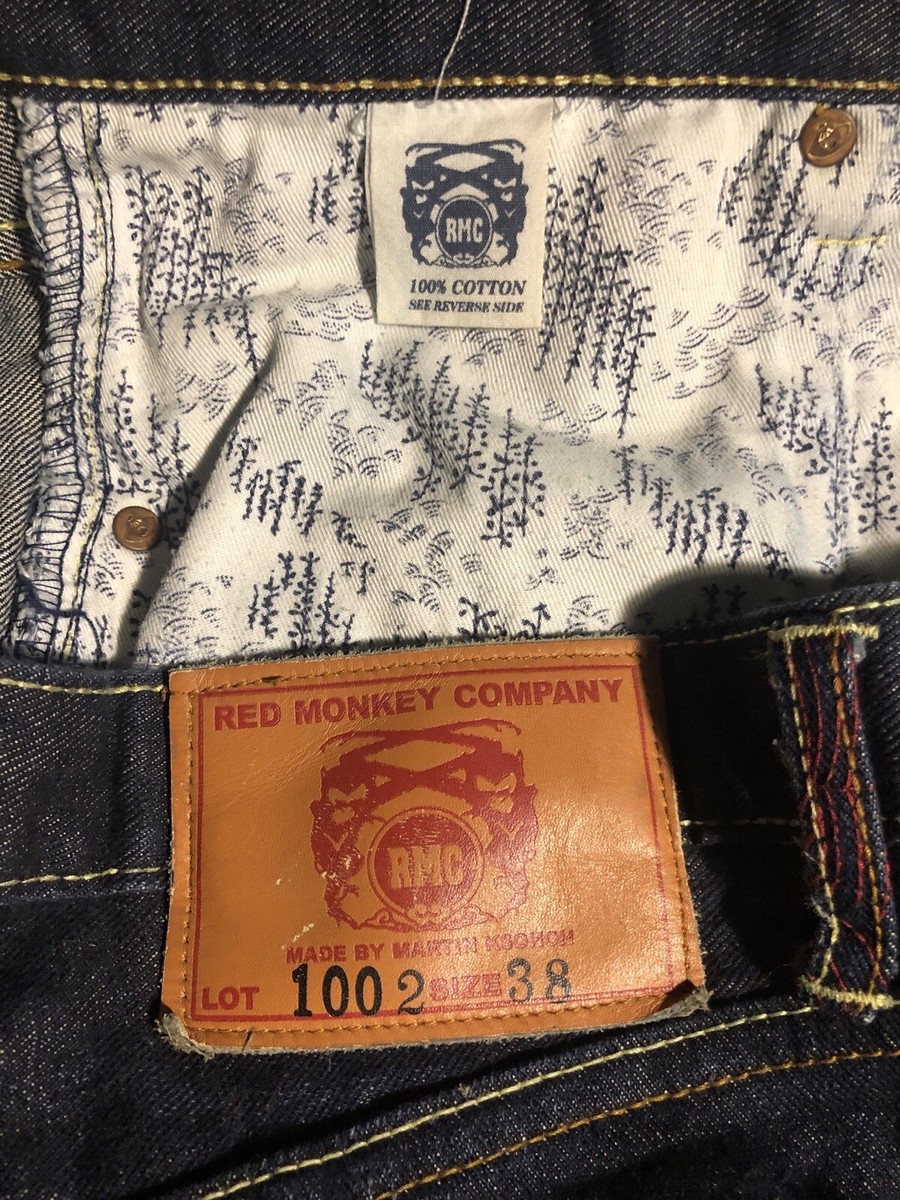 RMC
100% COTTON
SEE REVERSE SIDE
RED MONKEY COMPANY
RMC
MADE BY MARTIN KSOHOH
LOT 1002 SIZE 38